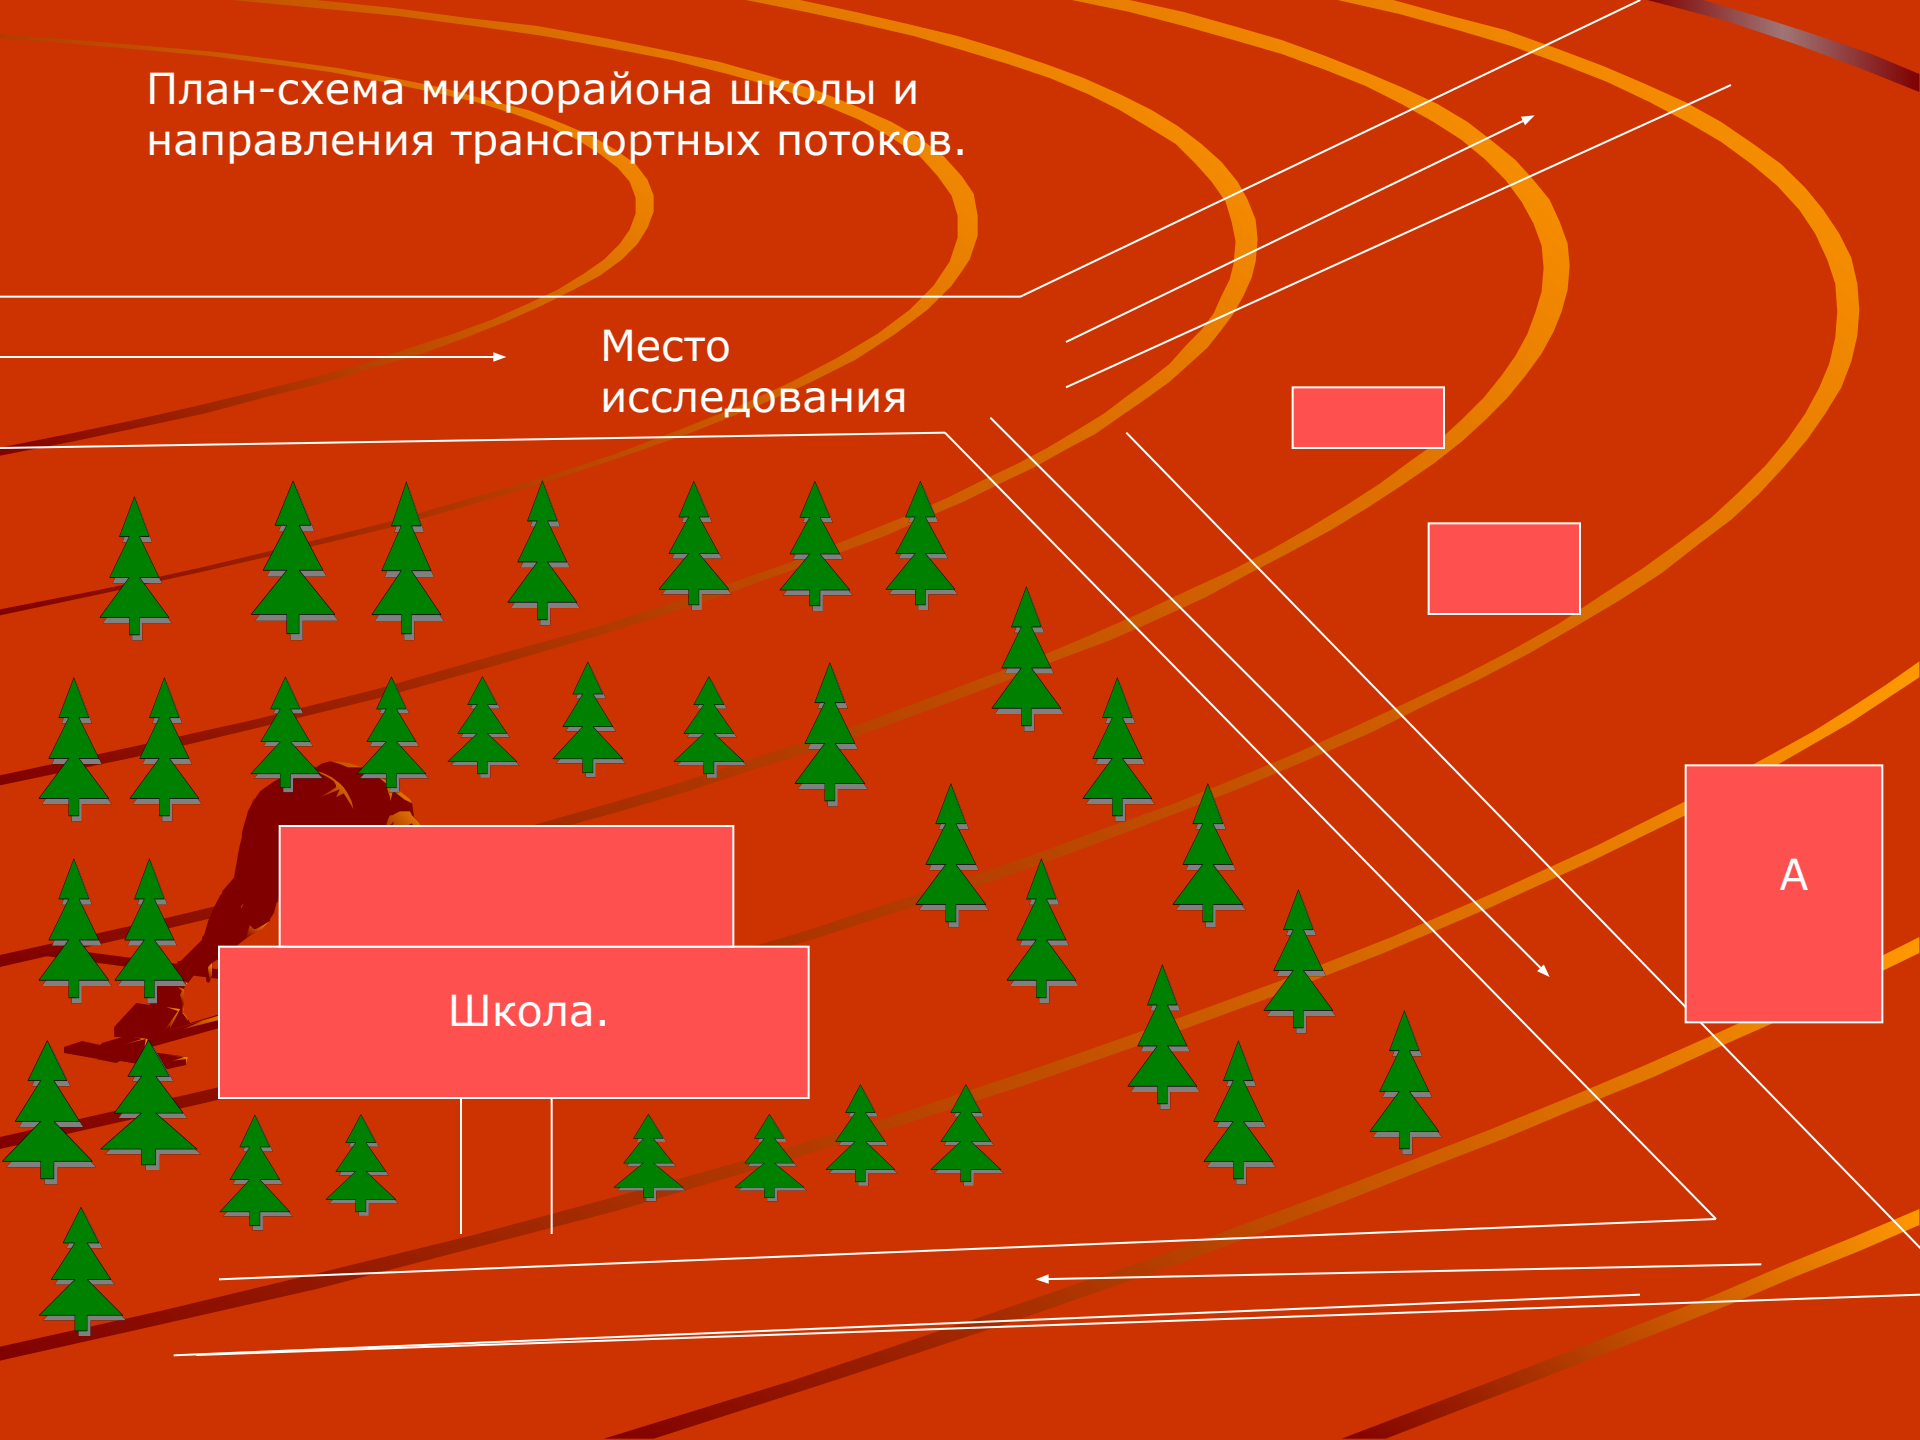 План-схема микрорайона школы и
направления транспортных потоков.
Место
исследования
А
Школа.